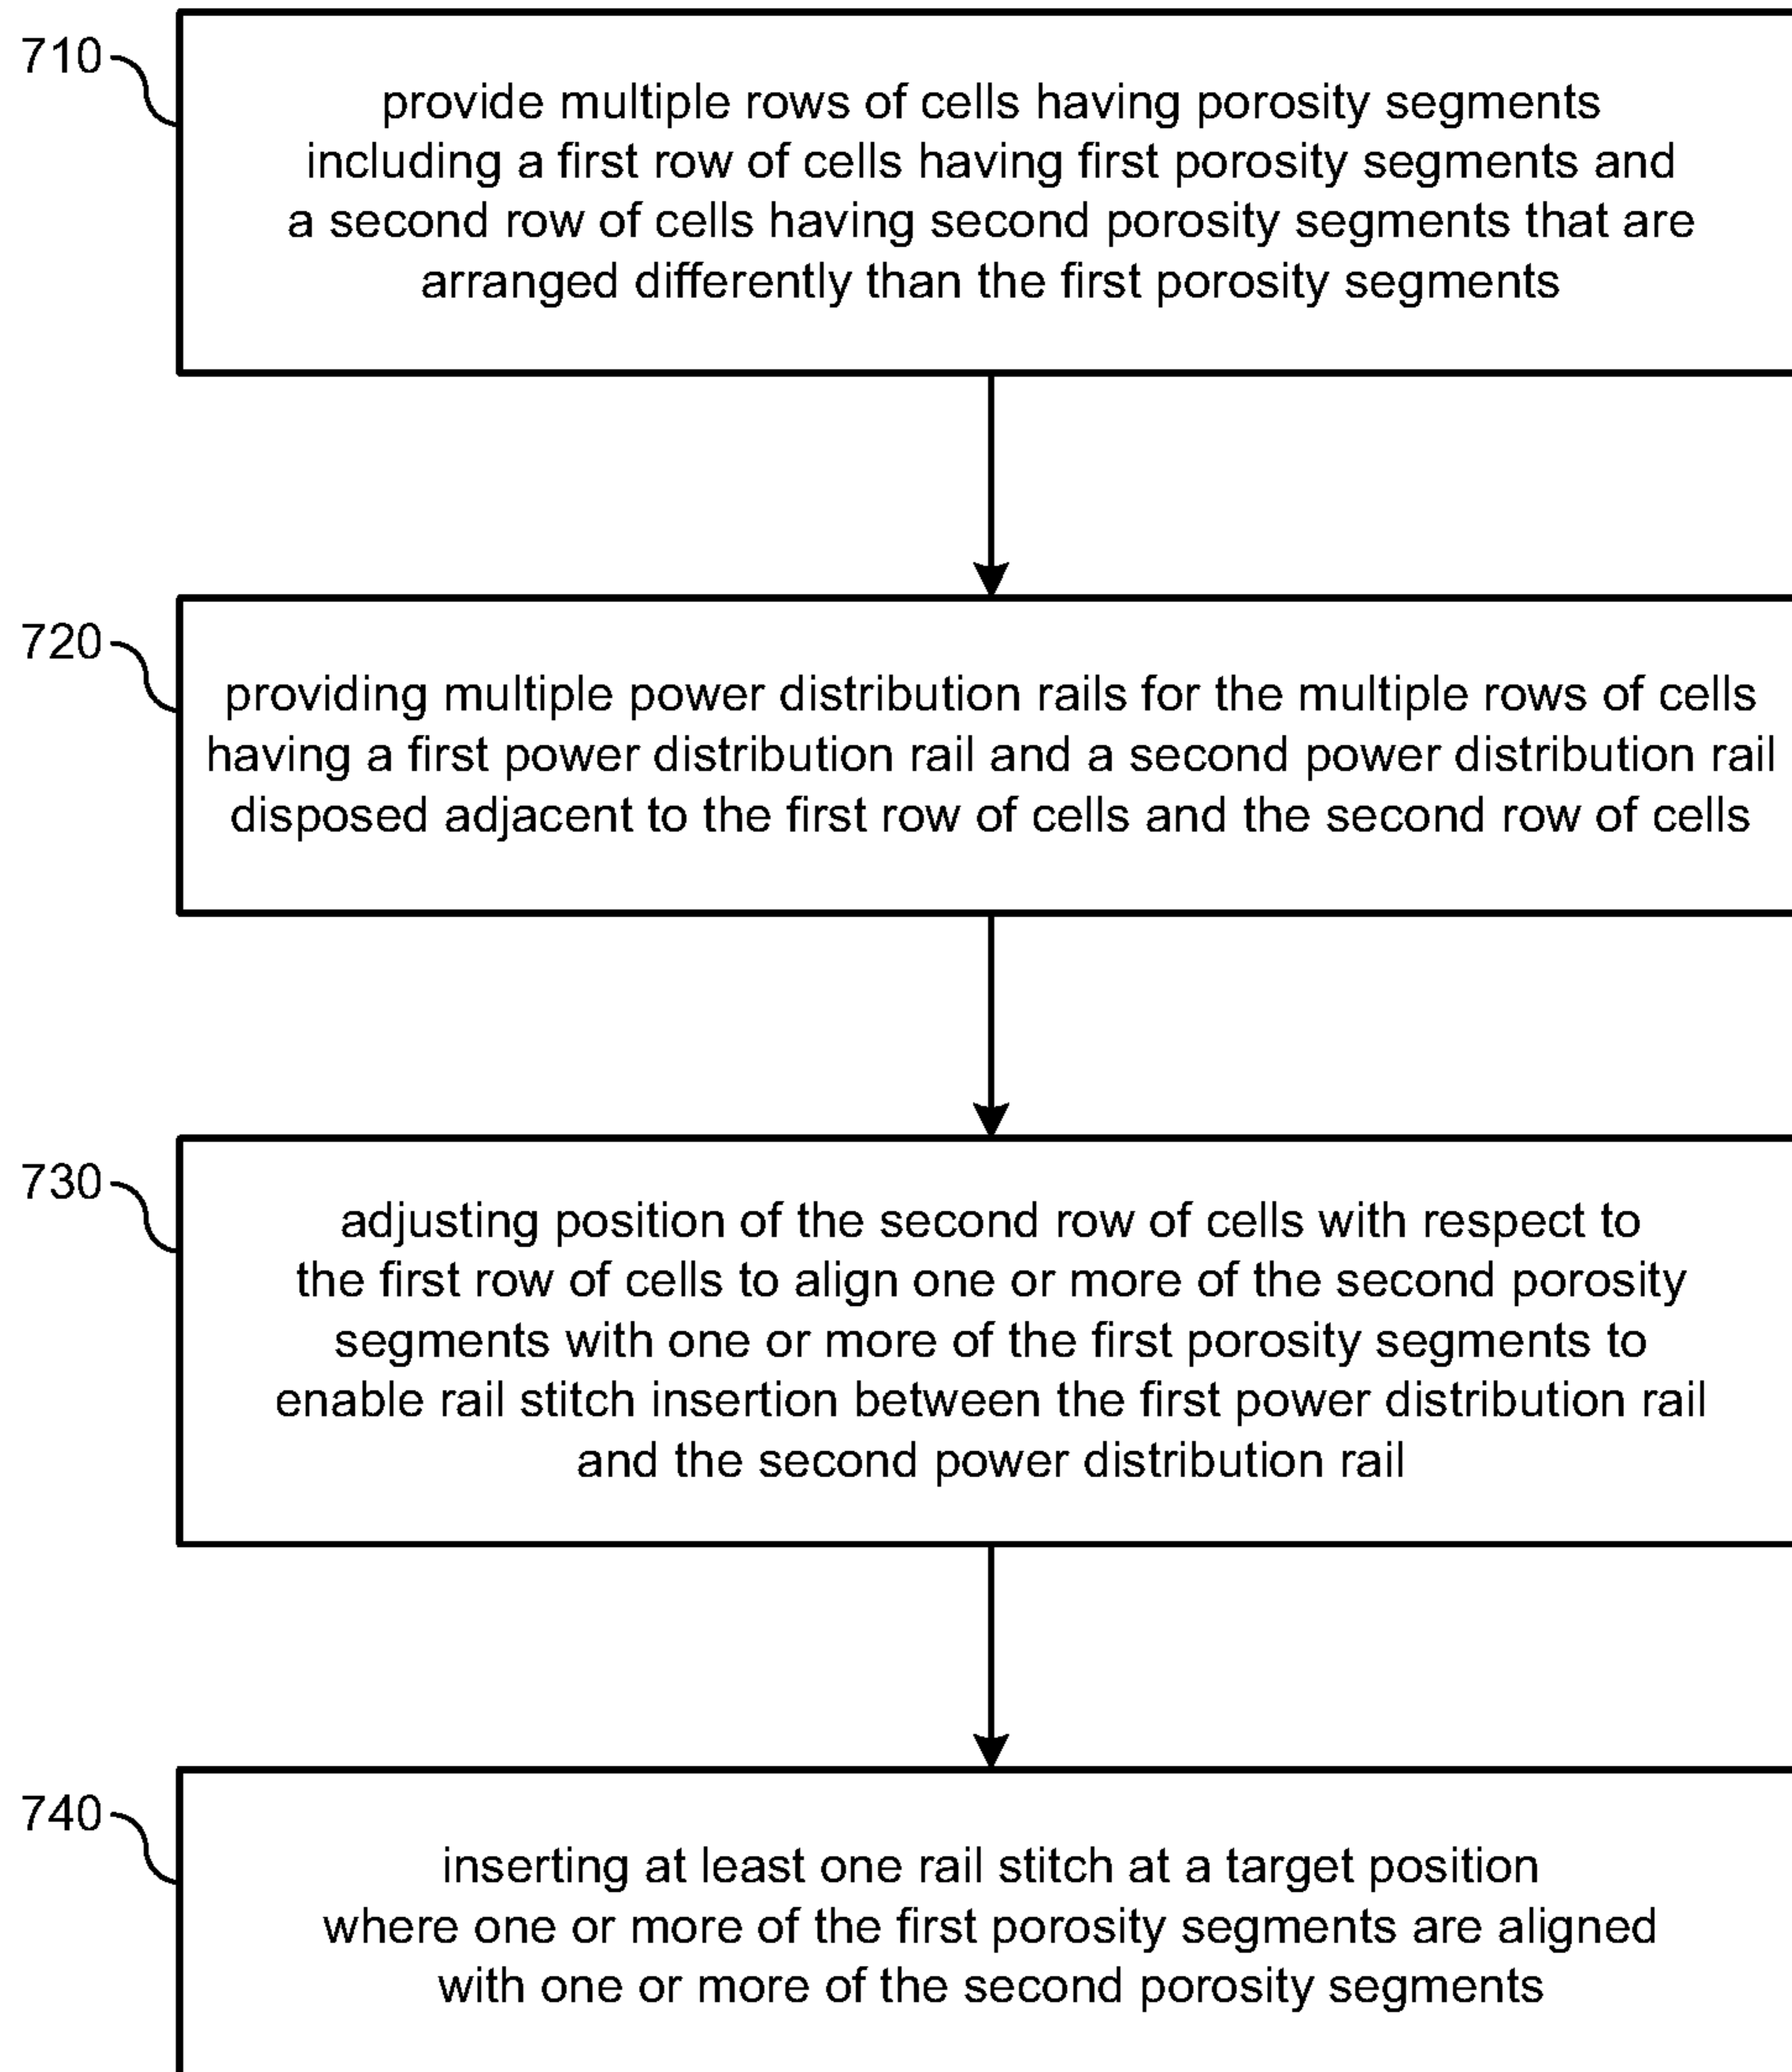 710
provide multiple rows of cells having porosity segments
including a first row of cells having first porosity segments and
a second row of cells having second porosity segments that are
arranged differently than the first porosity segments
720
providing multiple power distribution rails for the multiple rows of cells
having a first power distribution rail and a second power distribution rail
disposed adjacent to the first row of cells and the second row of cells
730
adjusting position of the second row of cells with respect to
the first row of cells to align one or more of the second porosity
segments with one or more of the first porosity segments to
enable rail stitch insertion between the first power distribution rail
and the second power distribution rail
740
inserting at least one rail stitch at a target position
where one or more of the first porosity segments are aligned
with one or more of the second porosity segments